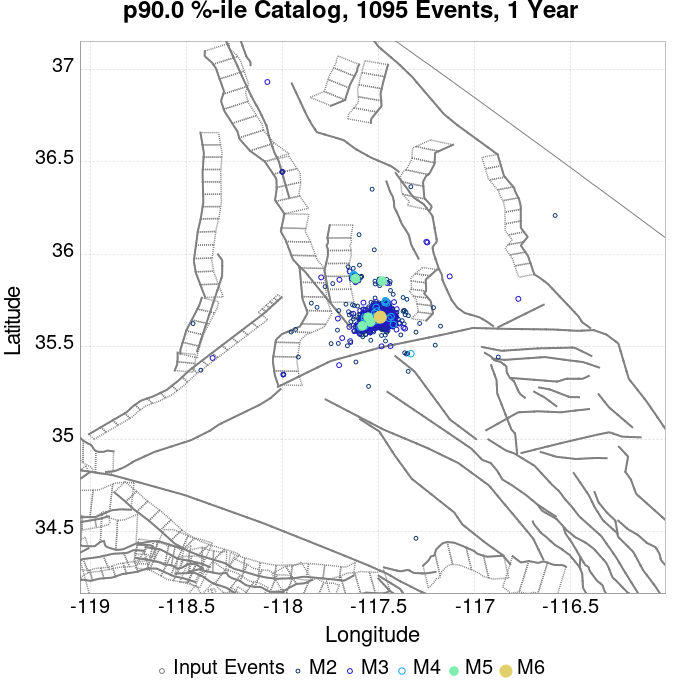 p90.0 %-ile Catalog, 1095 Events, 1 Year
37
36.5
36
35.5
35
34.5
Latitude
-119 -118.5 -118 -117.5 -117 -116.5
Longitude
Input Events M2 M3 M4 M5 M6